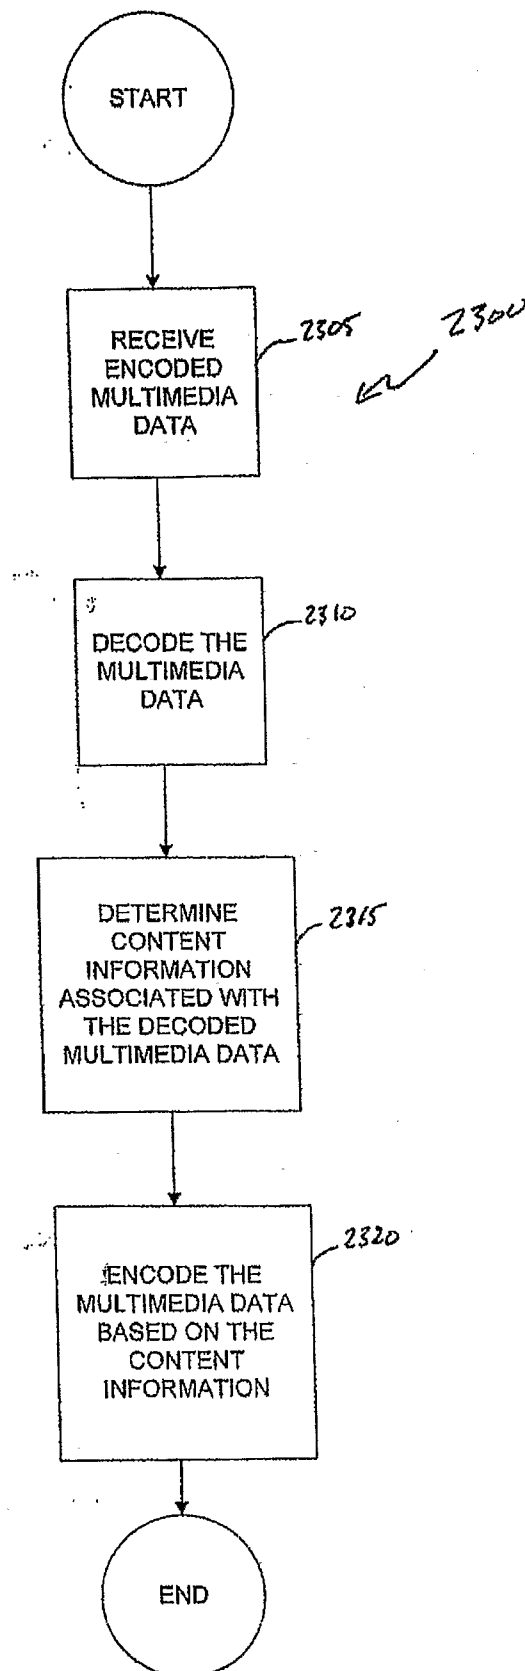 START
RECEIVE
ENCODED
MULTIMEDIA
DATA
2305
2300
DECODE THE
MULTIMEDIA
DATA
2310
DETERMINE
CONTENT
INFORMATION
ASSOCIATED WITH
THE DECODED
MULTIMEDIA DATA
2315
ENCODE THE
MULTIMEDIA DATA
BASED ON THE
CONTENT
INFORMATION
2320
END